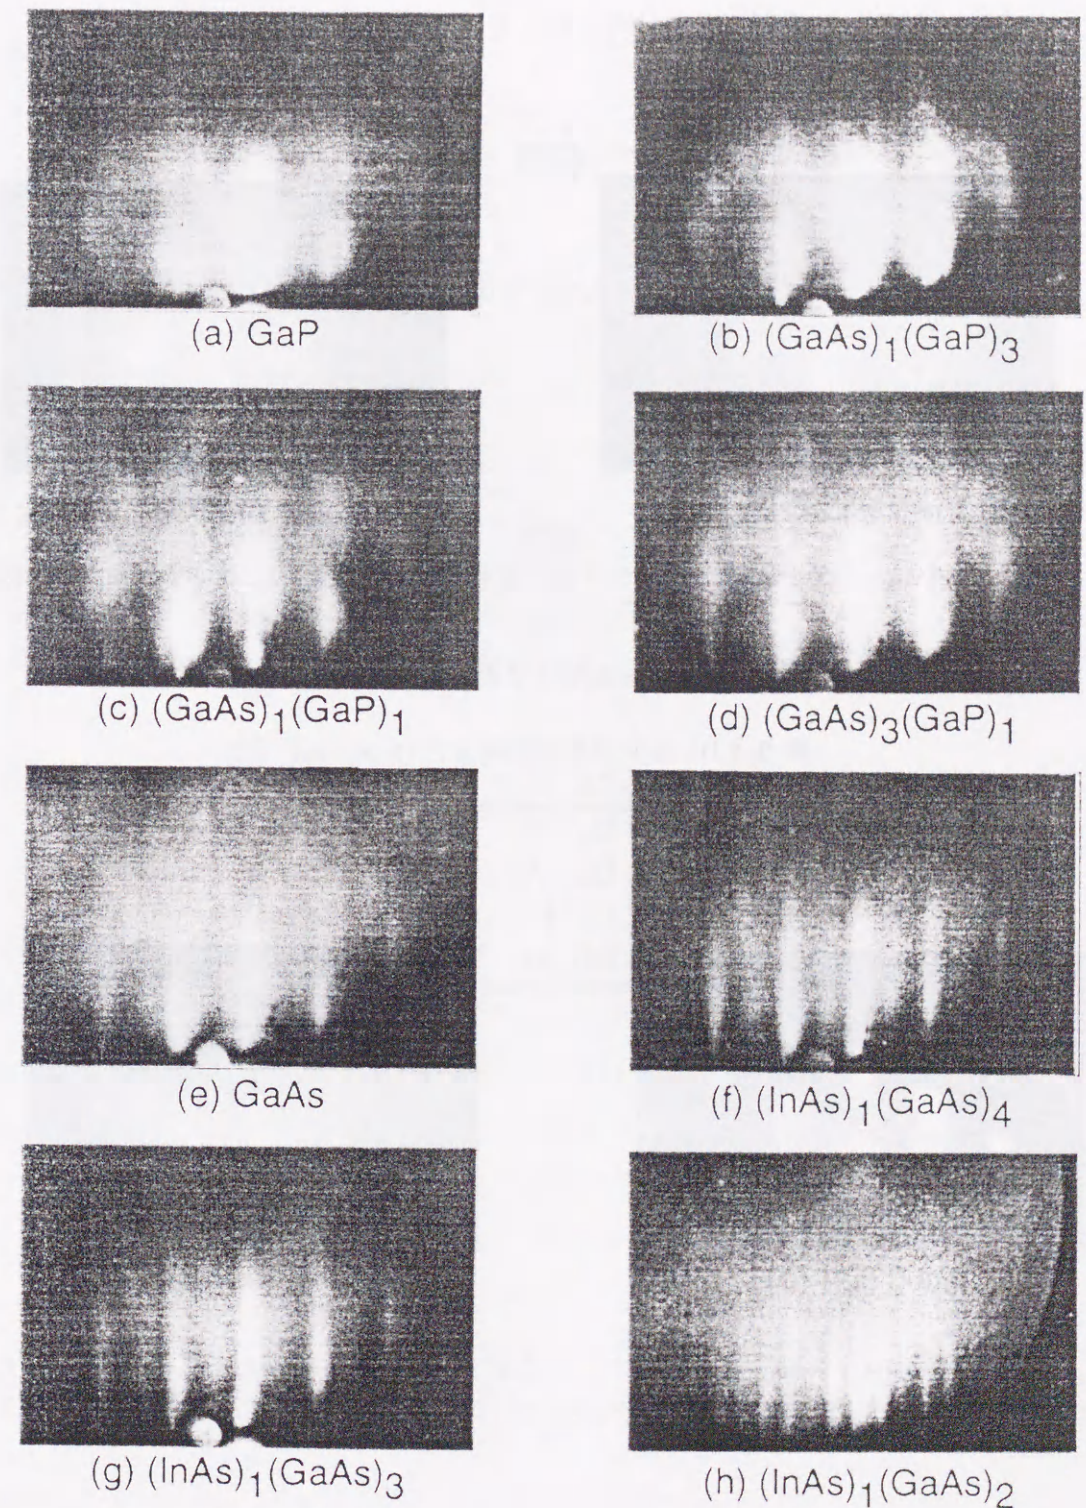 (a) GaP
(b) (GaAs)₁(GaP)₃
(c) (GaAs)₁(GaP)₁
(d) (GaAs)₃(GaP)₁
(e) GaAs
(f) (InAs)₁(GaAs)₄
(g) (InAs)₁(GaAs)₃
(h) (InAs)₁(GaAs)₂